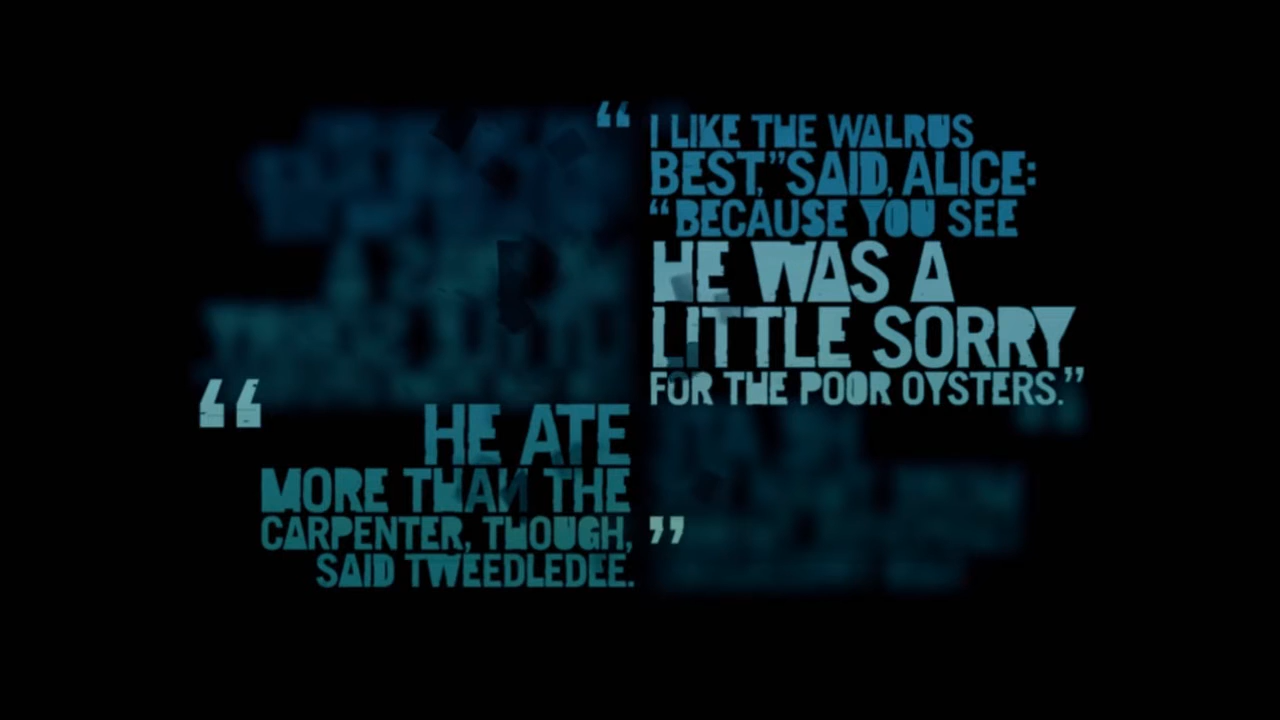 “ I LIKE THE WALRUS
BEST,” SAID, ALICE:
“BECAUSE YOU SEE
HE WAS A
LITTLE SORRY
FOR THE POOR OYSTERS.”
“ HE ATE
MORE THAN THE
CARPENTER, THOUGH,
SAID TWEEDLEDEE. ”